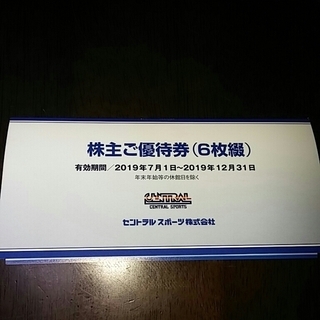 株主ご優待券(6枚綴)
有効期間/2019年7月1日~2019年12月31日
年末年始等の休館日を除く
CENTRAL
CENTRAL SPORTS
セントラルスポーツ株式会社